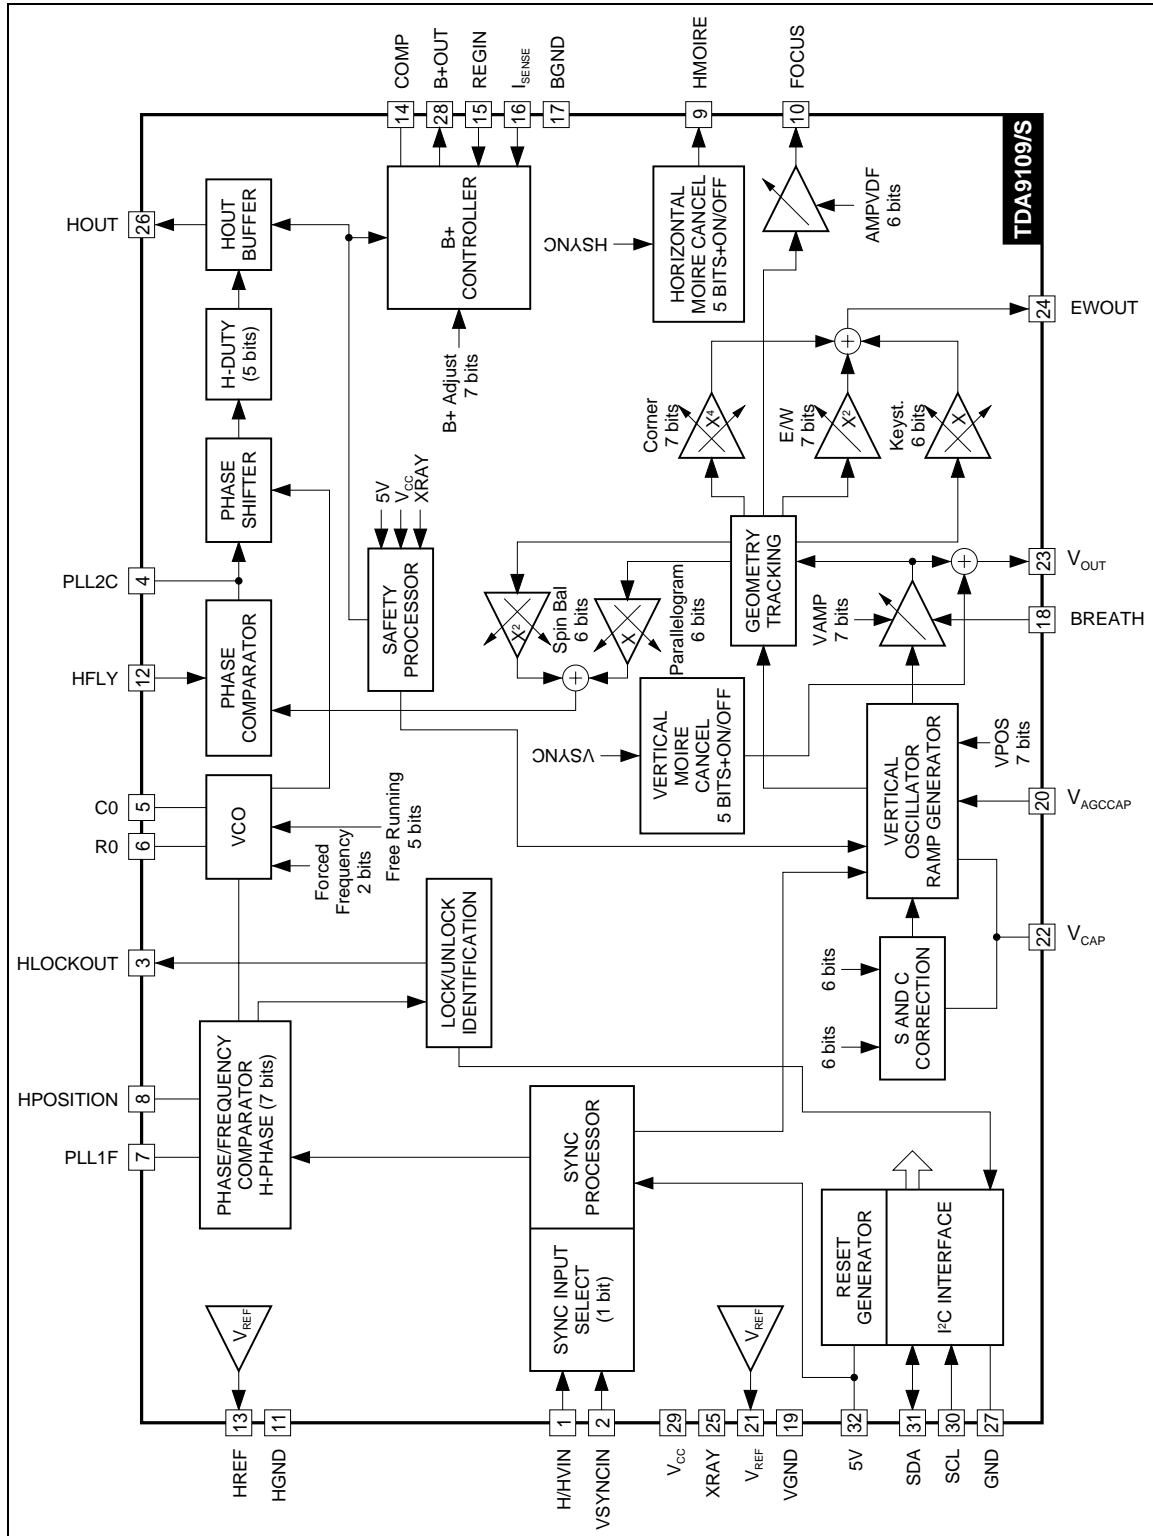 HREF
13
HGND
11
H/HVIN
1
VSYNCIN
2
VCC
29
XRAY
25
VREF
21
VGND
19
5V
32
SDA
31
SCL
30
GND
27
VREF
VREF
SYNC INPUT
SELECT
(1 bit)
SYNC
PROCESSOR
RESET
GENERATOR
I²C INTERFACE
PLL1F
7
HPOSITION
8
HLOCKOUT
3
R0
6
C0
5
HFLY
12
PLL2C
4
HOUT
26
PHASE/FREQUENCY
COMPARATOR
H-PHASE (7 bits)
LOCK/UNLOCK
IDENTIFICATION
VCO
Forced
Frequency
2 bits
Free Running
5 bits
PHASE
COMPARATOR
PHASE
SHIFTER
H-DUTY
(5 bits)
HOUT
BUFFER
SAFETY
PROCESSOR
5V
VCC
XRAY
B+
CONTROLLER
B+ Adjust
7 bits
14
COMP
28
B+OUT
15
REGIN
16
ISENSE
17
BGND
9
HMOIRE
10
FOCUS
HORIZONTAL
MOIRE CANCEL
5 BITS+ON/OFF
HSYNC
AMPVDF
6 bits
X²
Spin Bal
6 bits
X
Parallelogram
6 bits
VERTICAL
MOIRE
CANCEL
5 BITS+ON/OFF
VSYNC
GEOMETRY
TRACKING
Corner
7 bits
X⁴
E/W
7 bits
X²
Keyst.
6 bits
X
VAMP
7 bits
S AND C
CORRECTION
6 bits
6 bits
VERTICAL
OSCILLATOR
RAMP GENERATOR
VPOS
7 bits
22
VCAP
20
VAGCCAP
18
BREATH
23
VOUT
24
EWOUT
TDA9109/S